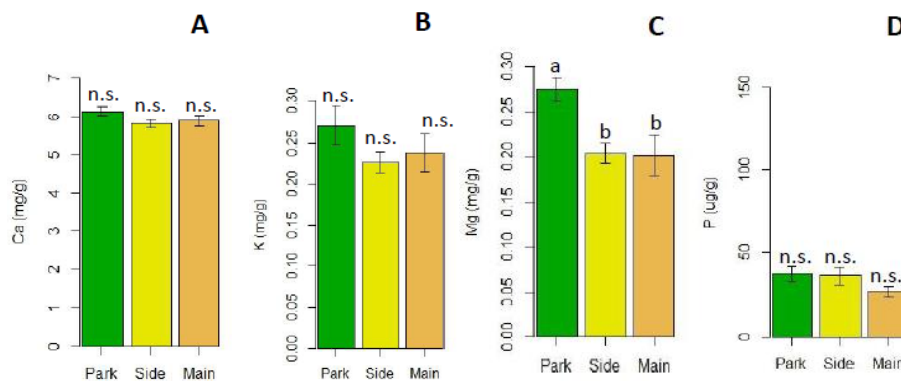 A
Ca (mg/g)
7
6
5
4
3
2
1
0
n.s.
n.s.
n.s.
Park
Side
Main
B
K (mg/g)
0.30
0.25
0.20
0.15
0.10
0.05
0.00
n.s.
n.s.
n.s.
Park
Side
Main
C
Mg (mg/g)
0.30
0.25
0.20
0.15
0.10
0.05
0.00
a
b
b
Park
Side
Main
D
P (ug/g)
150
100
50
0
n.s.
n.s.
n.s.
Park
Side
Main